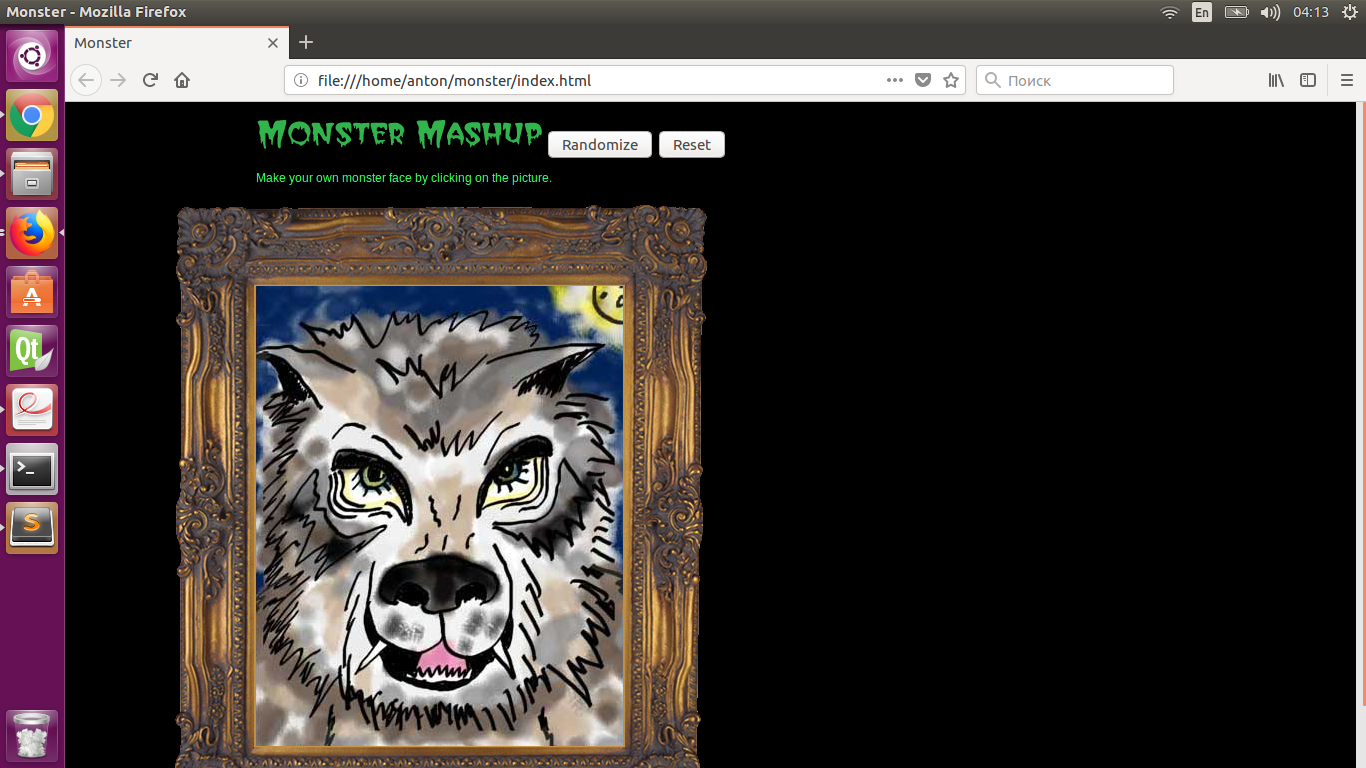 Monster - Mozilla Firefox
En
04:13
Monster
file:///home/anton/monster/index.html
Поиск
Monster Mashup
Randomize
Reset
Make your own monster face by clicking on the picture.
Qt